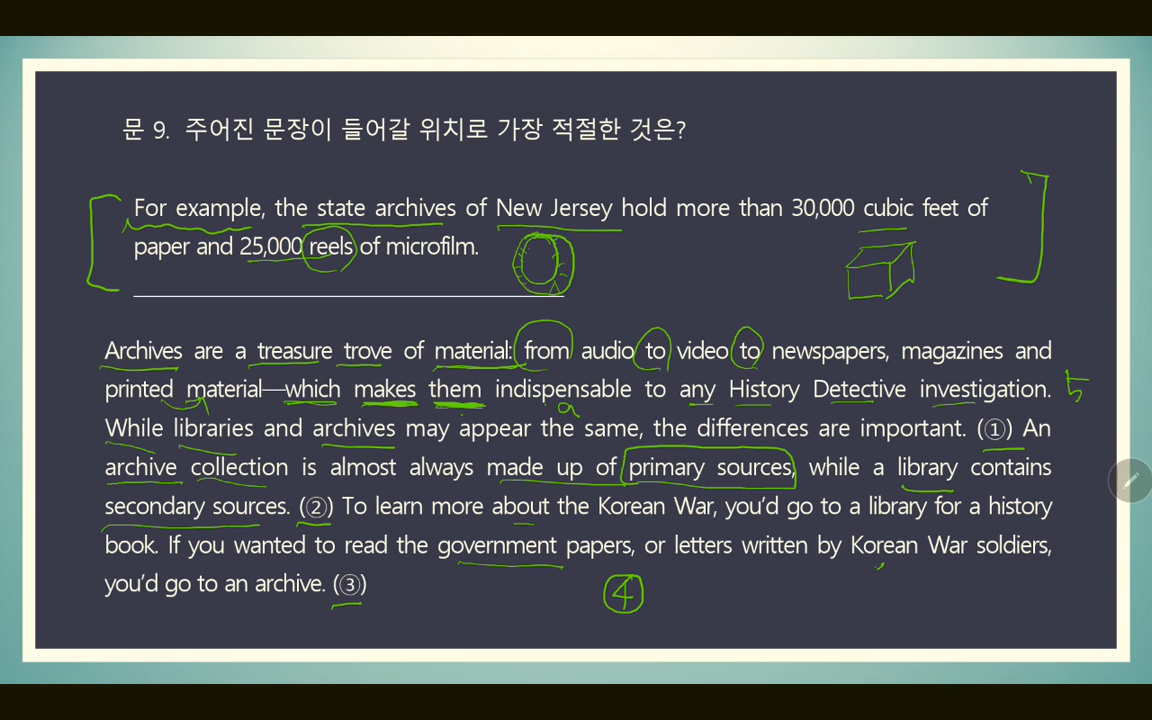 문 9. 주어진 문장이 들어갈 위치로 가장 적절한 것은?
For example, the state archives of New Jersey hold more than 30,000 cubic feet of
paper and 25,000 reels of microfilm.
Archives are a treasure trove of material: from audio to video to newspapers, magazines and
printed material—which makes them indispensable to any History Detective investigation.
While libraries and archives may appear the same, the differences are important. (①) An
archive collection is almost always made up of primary sources, while a library contains
secondary sources. (②) To learn more about the Korean War, you’d go to a library for a history
book. If you wanted to read the government papers, or letters written by Korean War soldiers,
you’d go to an archive. (③)
④